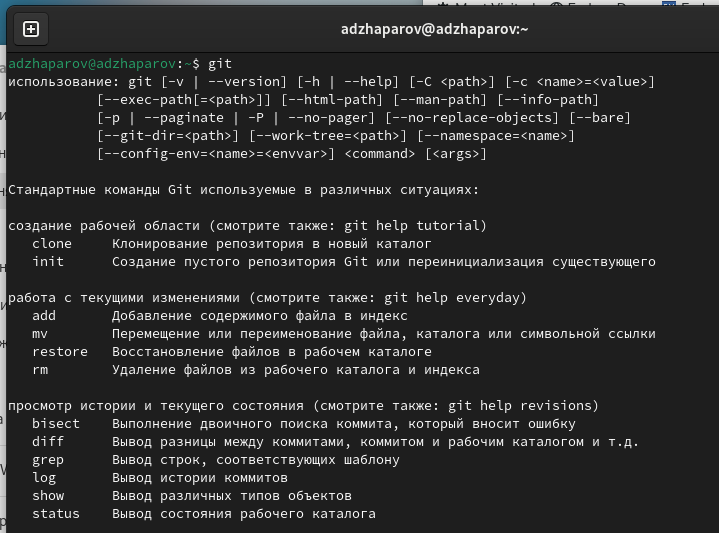 adzhaparov@adzhaparov:~
adzhaparov@adzhaparov:~$ git
использование: git [-v | --version] [-h | --help] [-C <path>] [-c <name>=<value>]
[--exec-path[=<path>]] [--html-path] [--man-path] [--info-path]
[-p | --paginate | -P | --no-pager] [--no-replace-objects] [--bare]
[--git-dir=<path>] [--work-tree=<path>] [--namespace=<name>]
[--config-env=<name>=<envvar>] <command> [<args>]
Стандартные команды Git используемые в различных ситуациях:
создание рабочей области (смотрите также: git help tutorial)
clone Клонирование репозитория в новый каталог
init Создание пустого репозитория Git или переинициализация существующего
работа с текущими изменениями (смотрите также: git help everyday)
add Добавление содержимого файла в индекс
mv Перемещение или переименование файла, каталога или символьной ссылки
restore Восстановление файлов в рабочем каталоге
rm Удаление файлов из рабочего каталога и индекса
просмотр истории и текущего состояния (смотрите также: git help revisions)
bisect Выполнение двоичного поиска коммита, который вносит ошибку
diff Вывод разницы между коммитами, коммитом и рабочим каталогом и т.д.
grep Вывод строк, соответствующих шаблону
log Вывод истории коммитов
show Вывод различных типов объектов
status Вывод состояния рабочего каталога